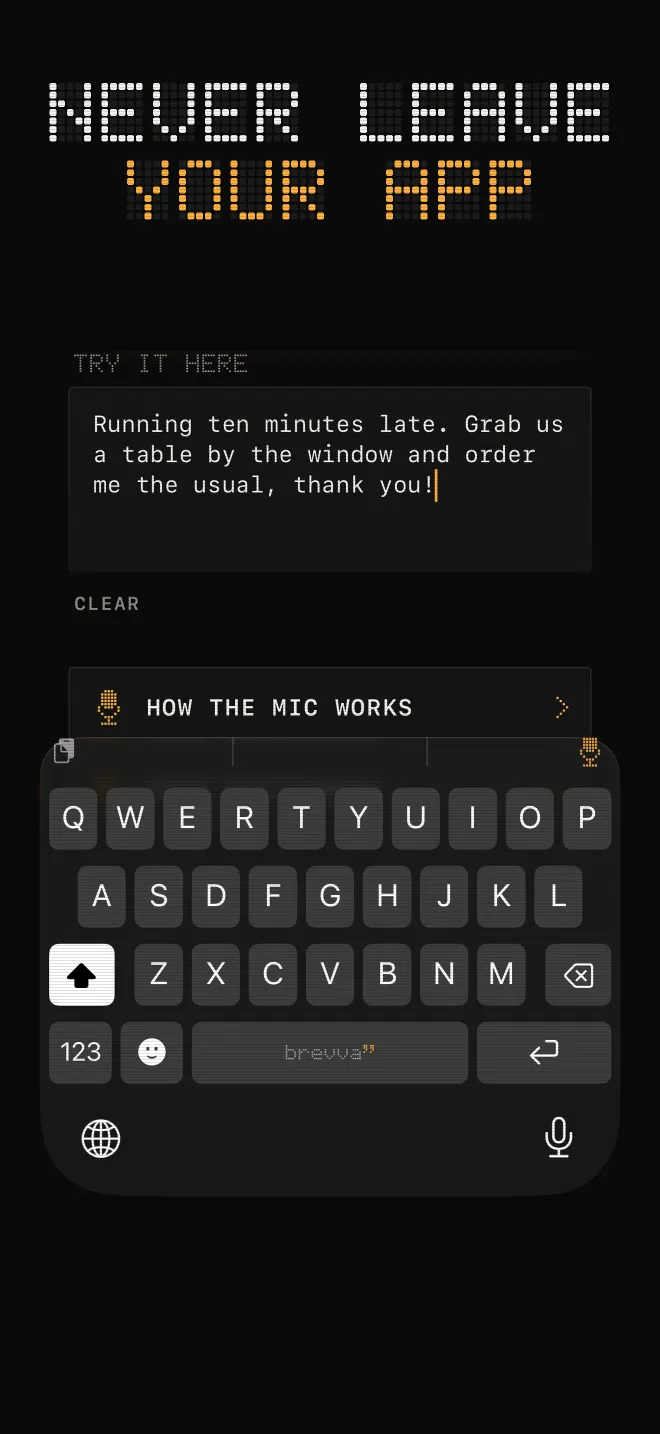 NEVER LEAVE
YOUR APP
TRY IT HERE
Running ten minutes late. Grab us
a table by the window and order
me the usual, thank you!
CLEAR
HOW THE MIC WORKS
Q W E R T Y U I O P
A S D F G H J K L
Z X C V B N M
123 brevva"